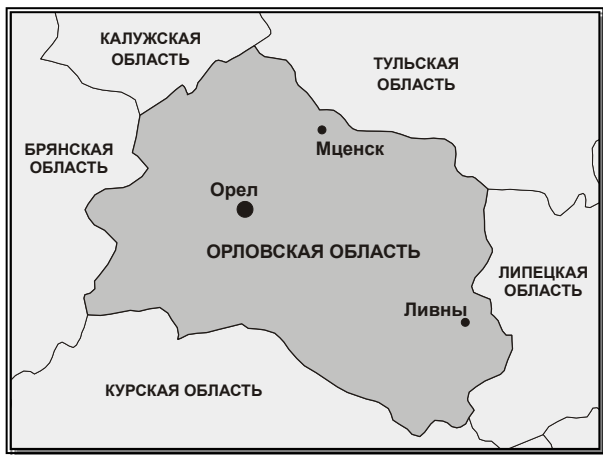 КАЛУЖСКАЯ
ОБЛАСТЬ
ТУЛЬСКАЯ
ОБЛАСТЬ
БРЯНСКАЯ
ОБЛАСТЬ
Мценск
Орел
ОРЛОВСКАЯ ОБЛАСТЬ
ЛИПЕЦКАЯ
ОБЛАСТЬ
Ливны
КУРСКАЯ ОБЛАСТЬ